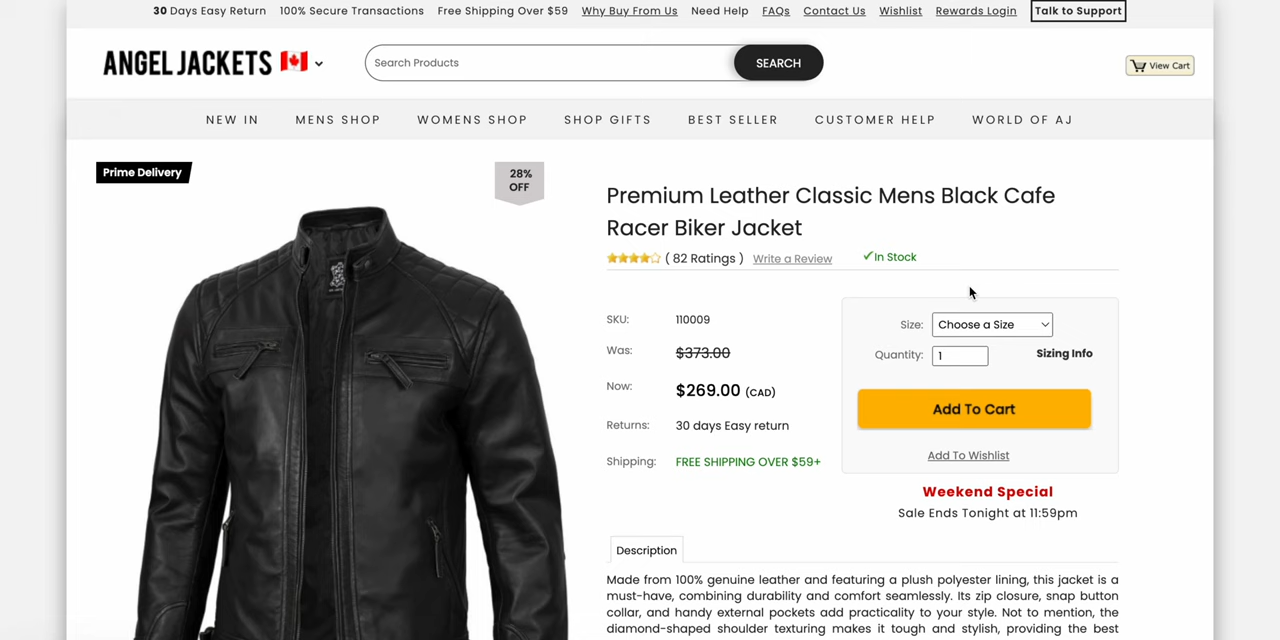 30 Days Easy Return 100% Secure Transactions Free Shipping Over $59 Why Buy From Us Need Help FAQs Contact Us Wishlist Rewards Login Talk to Support
ANGEL JACKETS
Search Products
SEARCH
View Cart
NEW IN MENS SHOP WOMENS SHOP SHOP GIFTS BEST SELLER CUSTOMER HELP WORLD OF AJ
Prime Delivery
28%
OFF
Premium Leather Classic Mens Black Cafe
Racer Biker Jacket
( 82 Ratings ) Write a Review ✓In Stock
SKU: 110009
Was: $373.00
Now: $269.00 (CAD)
Returns: 30 days Easy return
Shipping: FREE SHIPPING OVER $59+
Size: Choose a Size
Quantity: 1 Sizing Info
Add To Cart
Add To Wishlist
Weekend Special
Sale Ends Tonight at 11:59pm
Description
Made from 100% genuine leather and featuring a plush polyester lining, this jacket is a
must-have, combining durability and comfort seamlessly. Its zip closure, snap button
collar, and handy external pockets add practicality to your style. Not to mention, the
diamond-shaped shoulder texturing makes it tough and stylish, providing the best